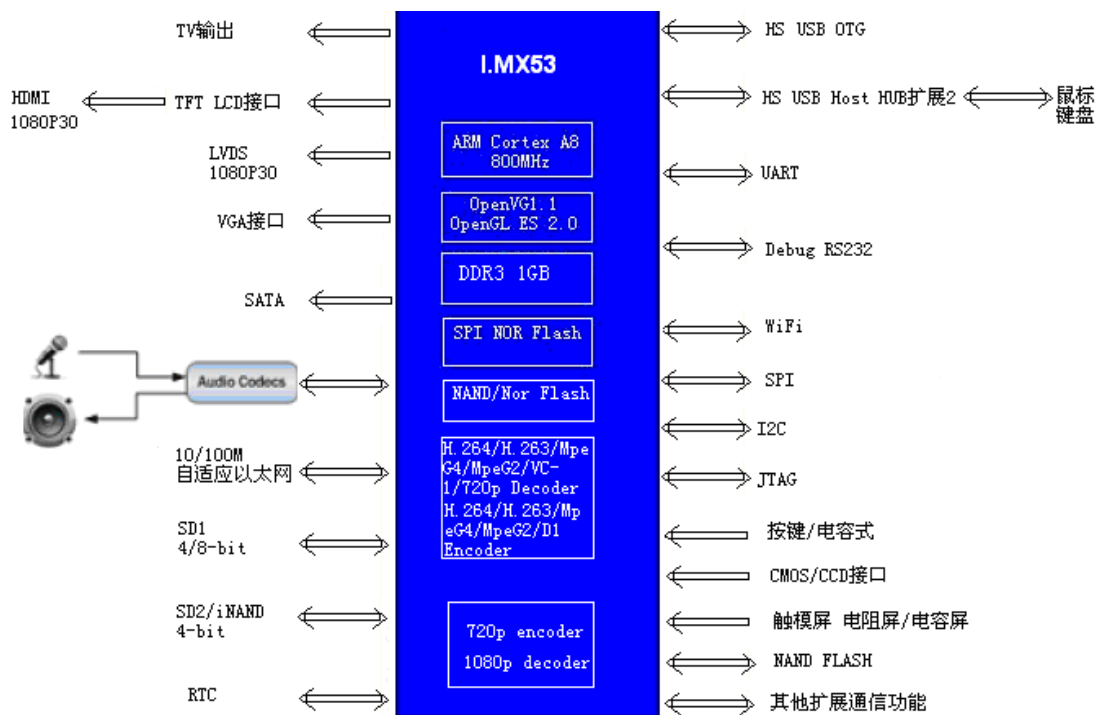 TV输出
HDMI
1080P30
TFT LCD接口
LVDS
1080P30
VGA接口
SATA
Audio Codecs
10/100M
自适应以太网
SD1
4/8-bit
SD2/iNAND
4-bit
RTC
I.MX53
ARM Cortex A8
800MHz
OpenVG1.1
OpenGL ES 2.0
DDR3 1GB
SPI NOR Flash
NAND/Nor Flash
H.264/H.263/Mpe
G4/MpeG2/VC-
1/720p Decoder
H.264/H.263/Mp
eG4/MpeG2/D1
Encoder
720p encoder
1080p decoder
HS USB OTG
HS USB Host HUB扩展2
鼠标
键盘
UART
Debug RS232
WiFi
SPI
I2C
JTAG
按键/电容式
CMOS/CCD接口
触模屏 电阻屏/电容屏
NAND FLASH
其他扩展通信功能